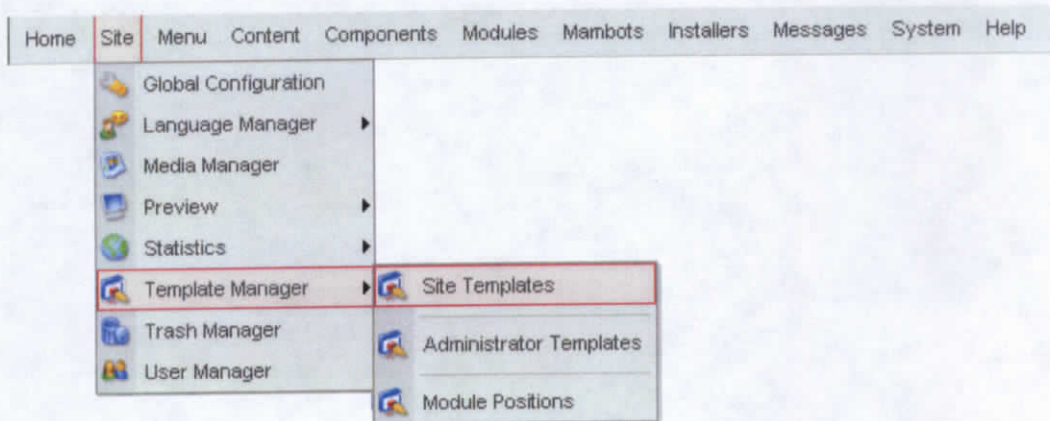 Home Site Menu Content Components Modules Mambots Installers Messages System Help
Global Configuration
Language Manager
Media Manager
Preview
Statistics
Template Manager
Site Templates
Trash Manager
Administrator Templates
User Manager
Module Positions